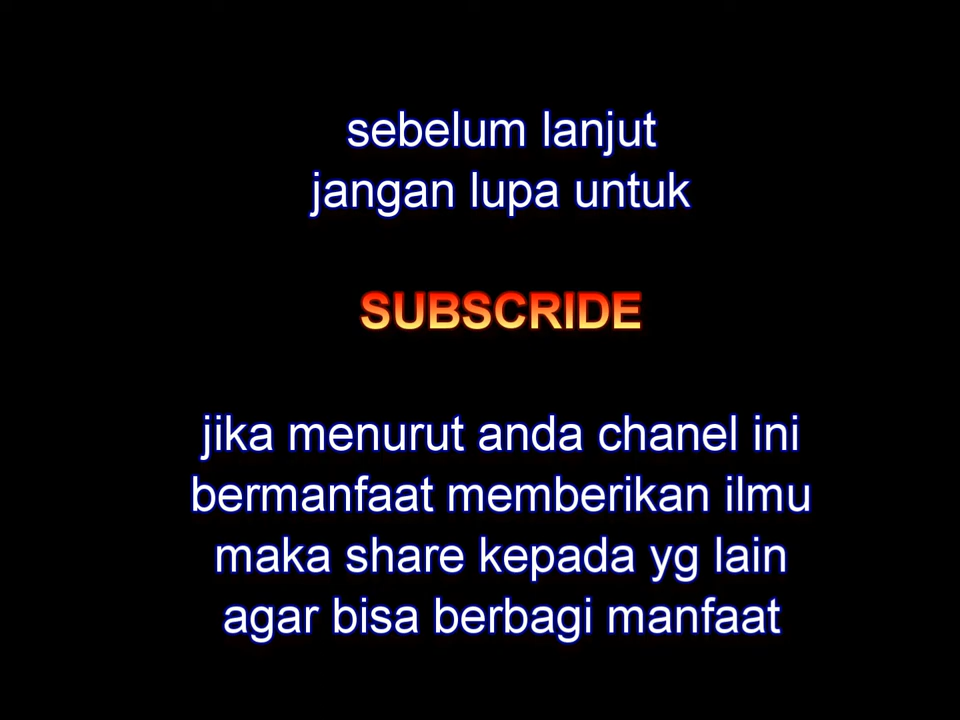 sebelum lanjut
jangan lupa untuk
SUBSCRIDE
jika menurut anda chanel ini
bermanfaat memberikan ilmu
maka share kepada yg lain
agar bisa berbagi manfaat